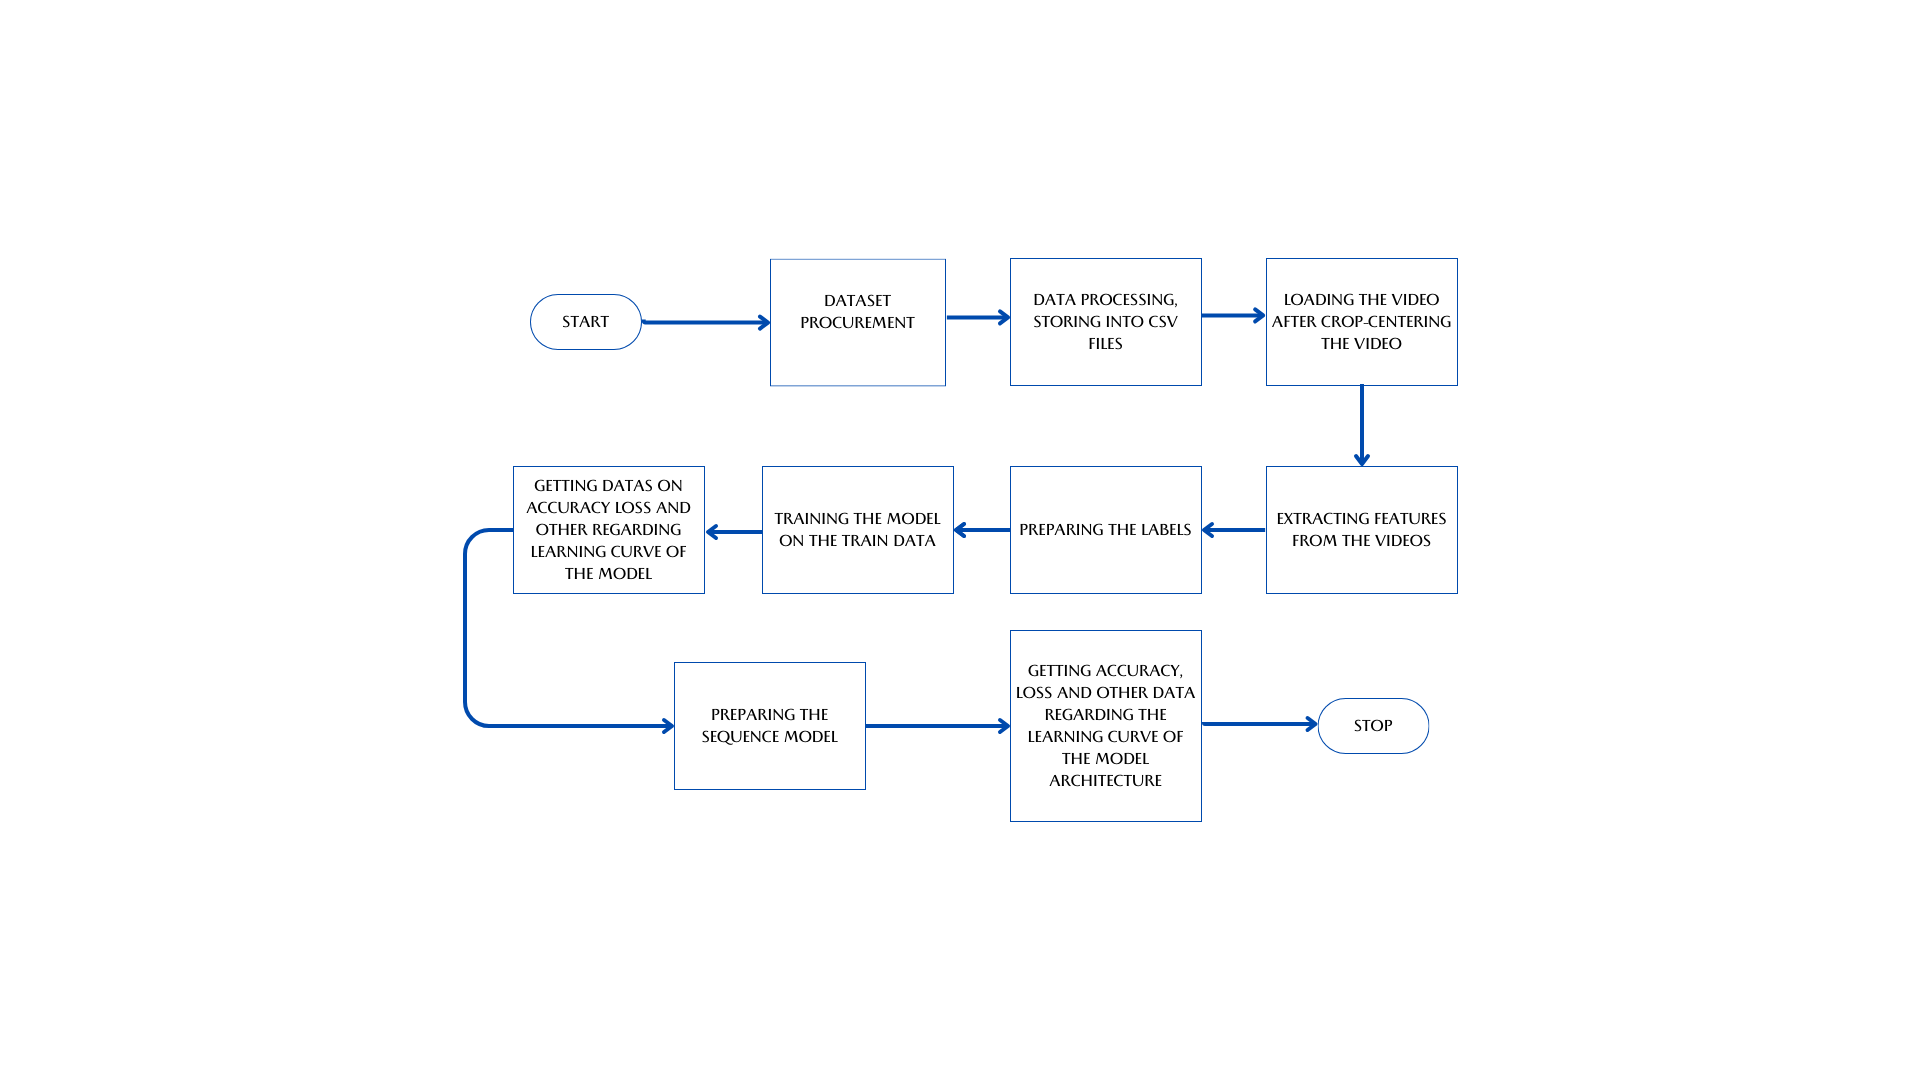 START
DATASET
PROCUREMENT
DATA PROCESSING,
STORING INTO CSV
FILES
LOADING THE VIDEO
AFTER CROP-CENTERING
THE VIDEO
EXTRACTING FEATURES
FROM THE VIDEOS
PREPARING THE LABELS
TRAINING THE MODEL
ON THE TRAIN DATA
GETTING DATAS ON
ACCURACY LOSS AND
OTHER REGARDING
LEARNING CURVE OF
THE MODEL
PREPARING THE
SEQUENCE MODEL
GETTING ACCURACY,
LOSS AND OTHER DATA
REGARDING THE
LEARNING CURVE OF
THE MODEL
ARCHITECTURE
STOP